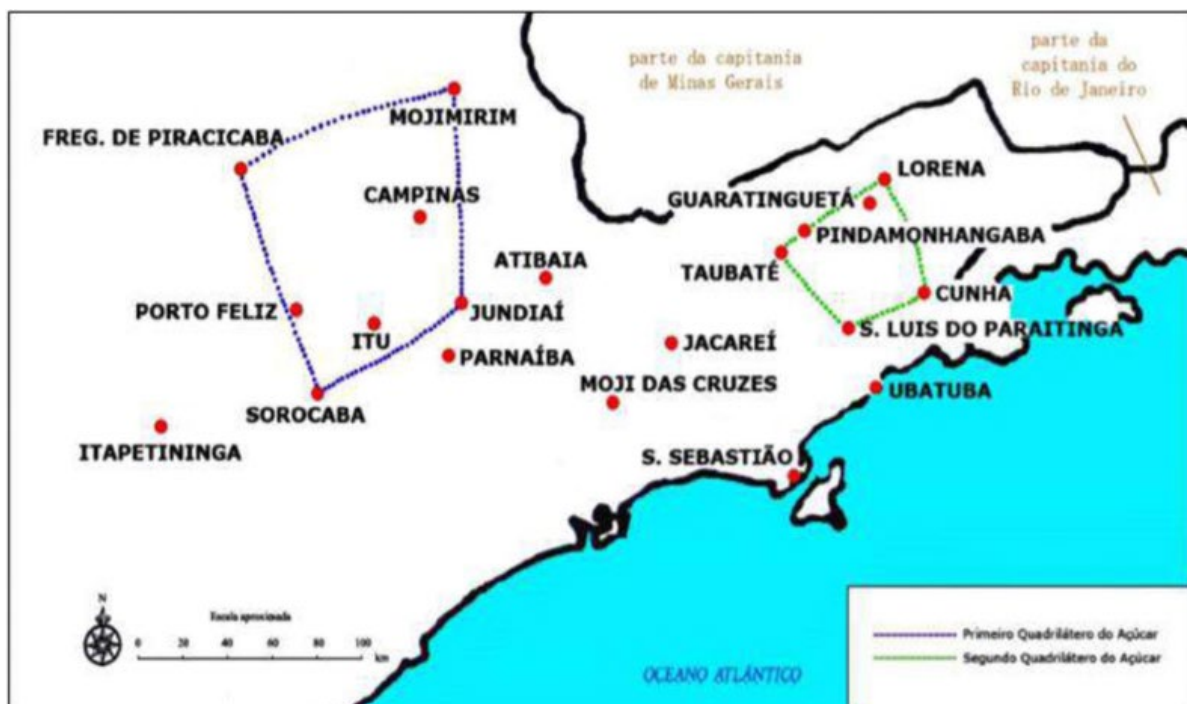 parte da capitania
de Minas Gerais
parte da
capitania do
Rio de Janeiro
MOJIMIRIM
FREG. DE PIRACICABA
CAMPINAS
LORENA
GUARATINGUETÁ
PINDAMONHANGABA
ATIBAIA
TAUBATÉ
CUNHA
PORTO FELIZ
ITU
JUNDIAÍ
S. LUIS DO PARAITINGA
PARNAÍBA
JACAREÍ
MOJI DAS CRUZES
UBATUBA
SOROCABA
ITAPETININGA
S. SEBASTIÃO
N
Escala aproximada
0 20 40 60 80 100
km
OCEANO ATLÂNTICO
Primeiro Quadrilátero do Açúcar
Segundo Quadrilátero do Açúcar